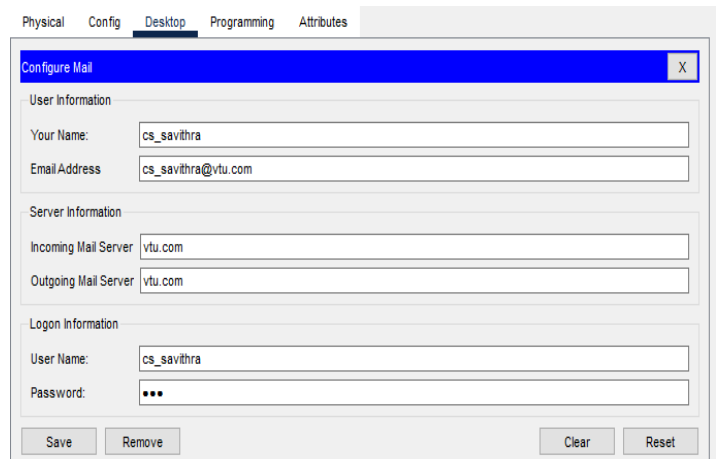 Physical Config Desktop Programming Attributes
Configure Mail X
User Information
Your Name: cs_savithra
Email Address cs_savithra@vtu.com
Server Information
Incoming Mail Server vtu.com
Outgoing Mail Server vtu.com
Logon Information
User Name: cs_savithra
Password: •••
Save Remove Clear Reset